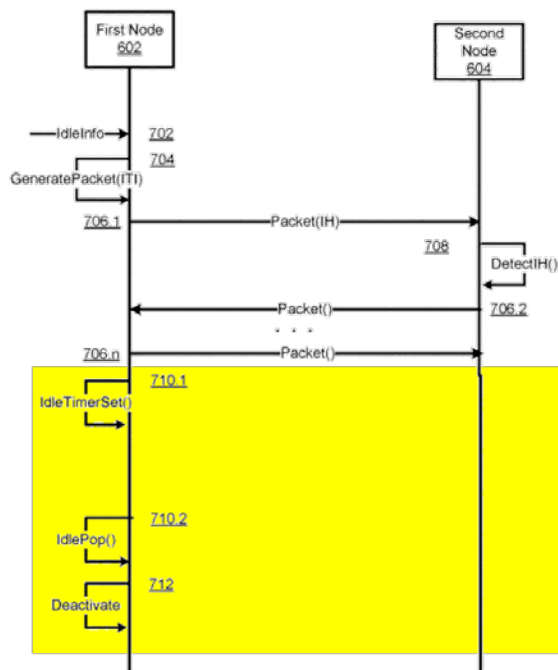 First Node
602
Second
Node
604
IdleInfo
702
704
GeneratePacket(ITI)
706.1
Packet(IH)
708
DetectIH()
Packet()
706.2
. . .
706.n
Packet()
710.1
IdleTimerSet()
710.2
IdlePop()
712
Deactivate